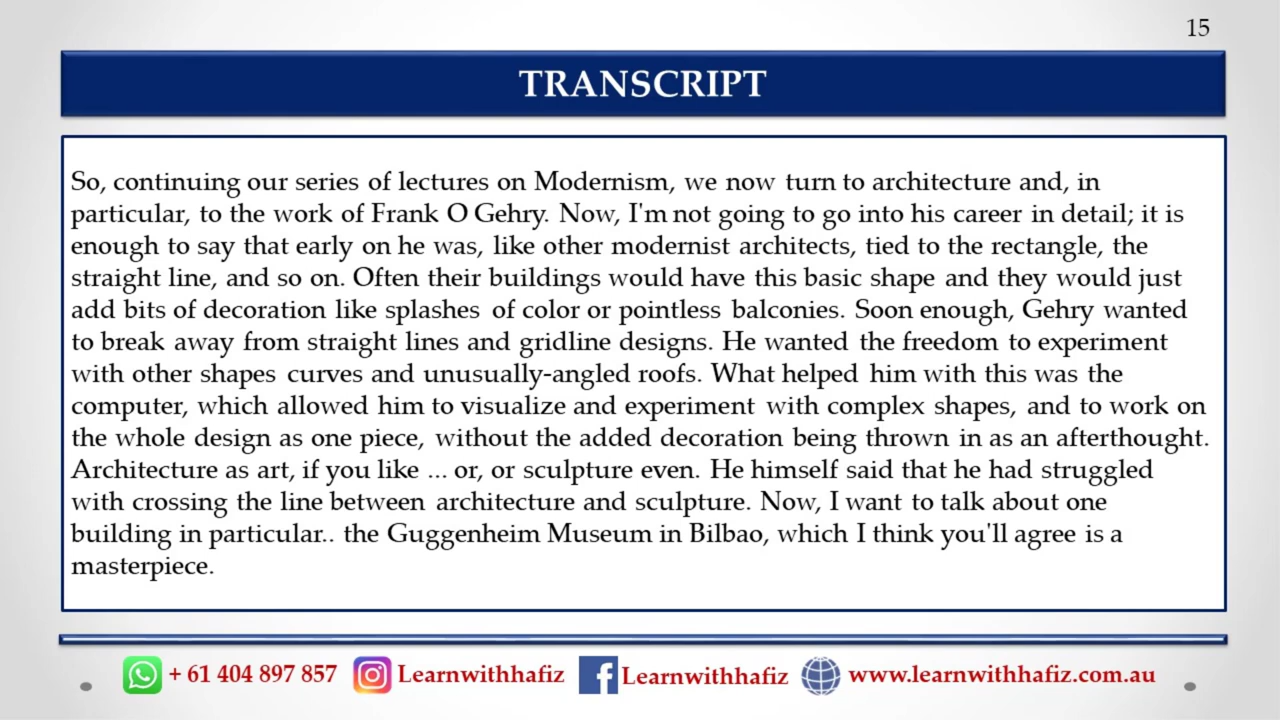 15
TRANSCRIPT
So, continuing our series of lectures on Modernism, we now turn to architecture and, in
particular, to the work of Frank O Gehry. Now, I'm not going to go into his career in detail; it is
enough to say that early on he was, like other modernist architects, tied to the rectangle, the
straight line, and so on. Often their buildings would have this basic shape and they would just
add bits of decoration like splashes of color or pointless balconies. Soon enough, Gehry wanted
to break away from straight lines and gridline designs. He wanted the freedom to experiment
with other shapes curves and unusually-angled roofs. What helped him with this was the
computer, which allowed him to visualize and experiment with complex shapes, and to work on
the whole design as one piece, without the added decoration being thrown in as an afterthought.
Architecture as art, if you like ... or, or sculpture even. He himself said that he had struggled
with crossing the line between architecture and sculpture. Now, I want to talk about one
building in particular.. the Guggenheim Museum in Bilbao, which I think you'll agree is a
masterpiece.
+ 61 404 897 857 Learnwithhafiz Learnwithhafiz www.learnwithhafiz.com.au